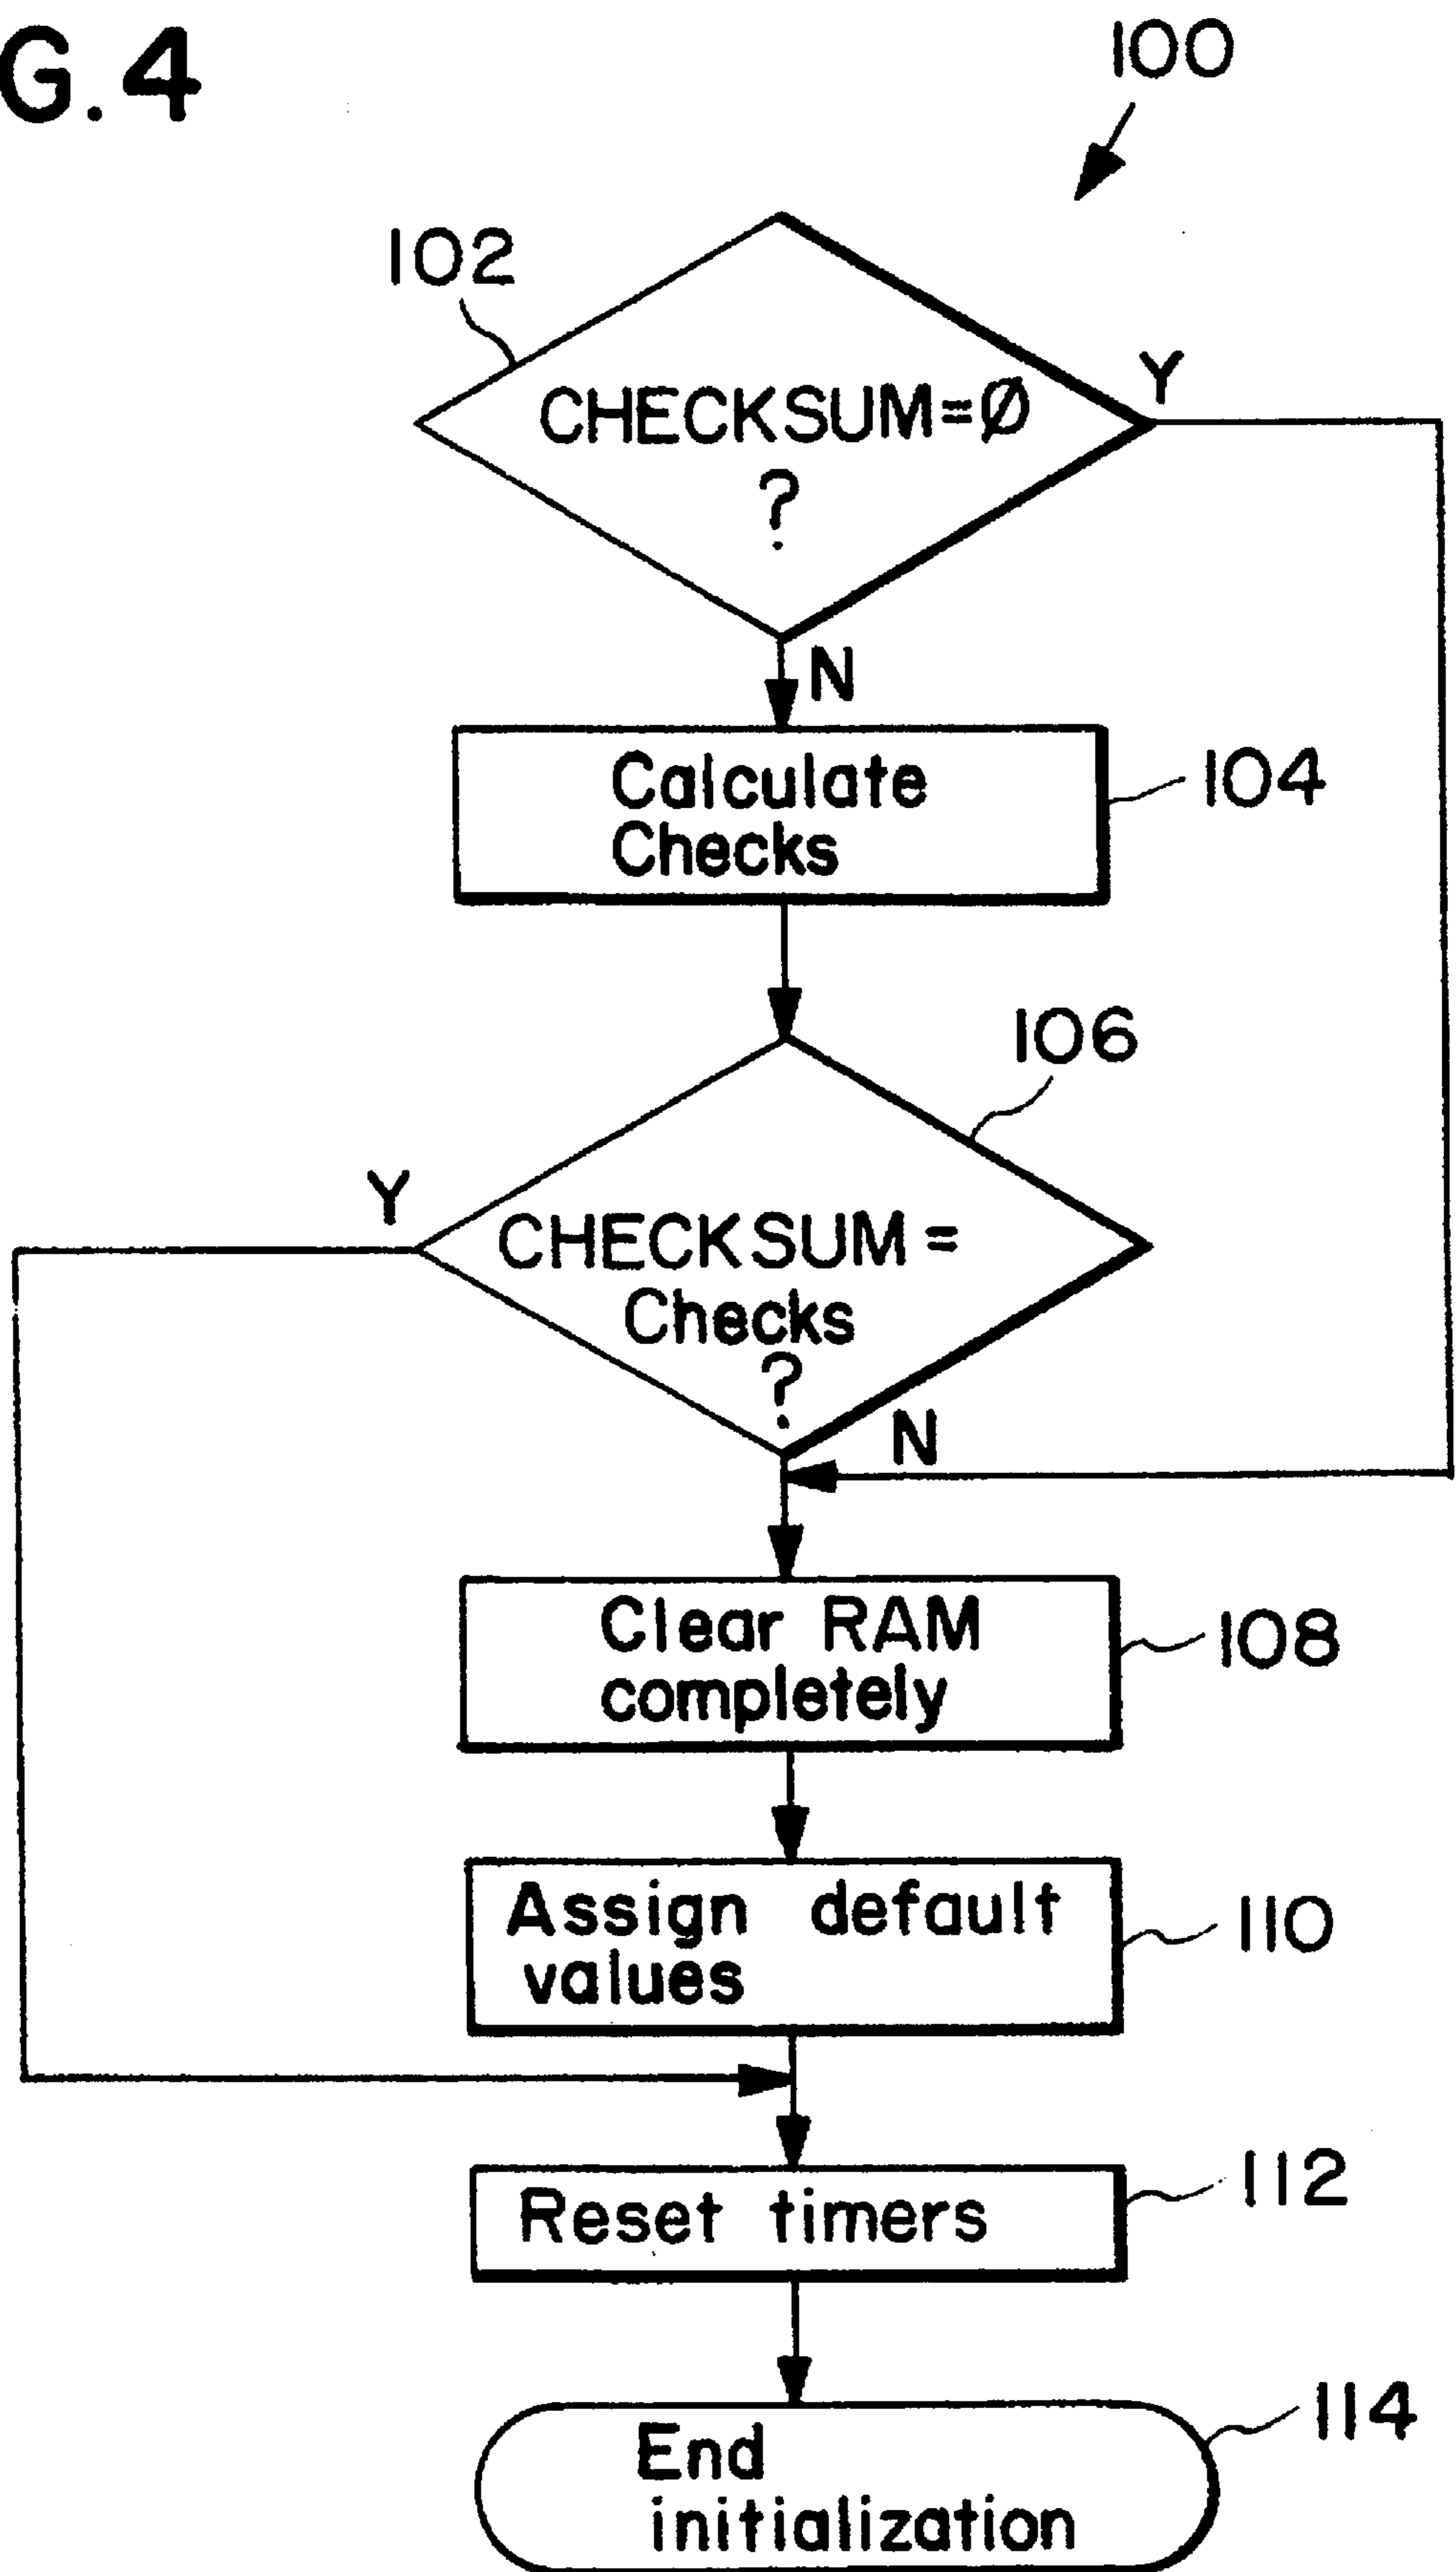 G.4
100
102
CHECKSUM=Ø
?
Y
N
Calculate
Checks
104
106
Y
CHECKSUM =
Checks
?
N
Clear RAM
completely
108
Assign default
values
110
Reset timers
112
End
initialization
114